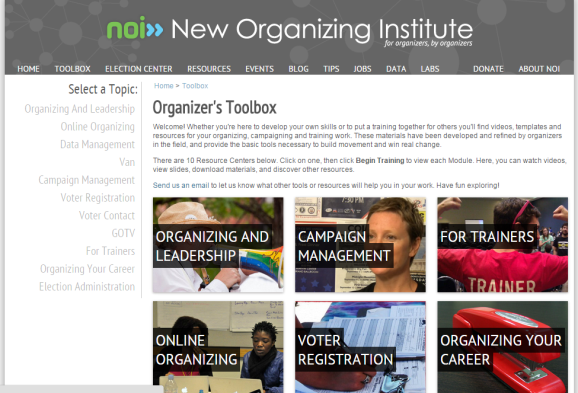 noi»» New Organizing Institute
for organizers, by organizers
HOME TOOLBOX ELECTION CENTER RESOURCES EVENTS BLOG TIPS JOBS DATA LABS DONATE ABOUT NOI
Select a Topic:
Organizing And Leadership
Online Organizing
Data Management
Van
Campaign Management
Voter Registration
Voter Contact
GOTV
For Trainers
Organizing Your Career
Election Administration
Home > Toolbox
Organizer's Toolbox
Welcome! Whether you're here to develop your own skills or to put a training together for others you'll find videos, templates and
resources for your organizing, campaigning and training work. These materials have been developed and refined by organizers
in the field, and provide the basic tools necessary to build movement and win real change.
There are 10 Resource Centers below. Click on one, then click Begin Training to view each Module. Here, you can watch videos,
view slides, download materials, and discover other resources.
Send us an email to let us know what other tools or resources will help you in your work. Have fun exploring!
ORGANIZING AND
LEADERSHIP
7:30 PM
CAMPAIGN
MANAGEMENT
FOR TRAINERS
TRAINER
ONLINE
ORGANIZING
VOTER
REGISTRATION
ORGANIZING YOUR
CAREER